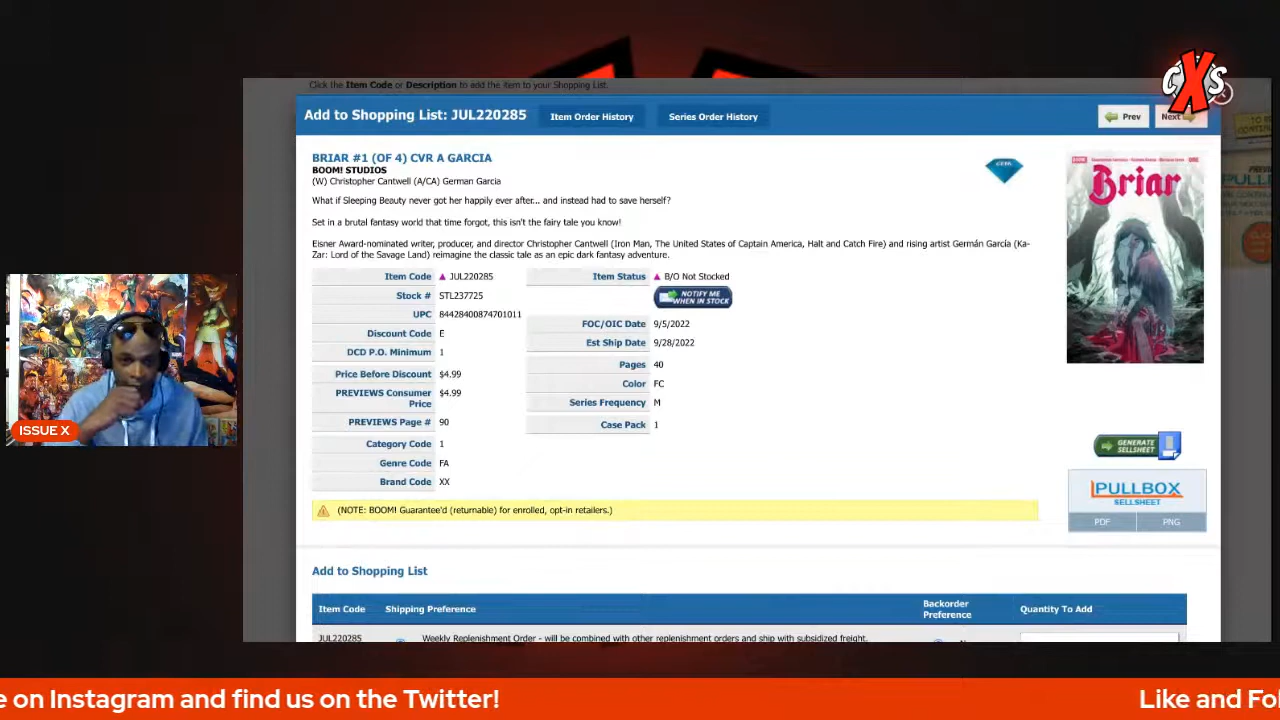 Click the Item Code or Description to add the item to your Shopping List.
CXS
Add to Shopping List: JUL220285
Item Order History
Series Order History
Prev
Next
BRIAR #1 (OF 4) CVR A GARCIA
BOOM! STUDIOS
(W) Christopher Cantwell (A/CA) German Garcia
What if Sleeping Beauty never got her happily ever after... and instead had to save herself?
Set in a brutal fantasy world that time forgot, this isn't the fairy tale you know!
Eisner Award-nominated writer, producer, and director Christopher Cantwell (Iron Man, The United States of Captain America, Halt and Catch Fire) and rising artist Germán García (Ka-
Zar: Lord of the Savage Land) reimagine the classic tale as an epic dark fantasy adventure.
Briar
Item Code JUL220285
Stock # STL237725
UPC 84428400874701011
Discount Code E
DCD P.O. Minimum 1
Price Before Discount $4.99
PREVIEWS Consumer
Price $4.99
PREVIEWS Page # 90
Category Code 1
Genre Code FA
Brand Code XX
Item Status B/O Not Stocked
NOTIFY ME
WHEN IN STOCK
FOC/OIC Date 9/5/2022
Est Ship Date 9/28/2022
Pages 40
Color FC
Series Frequency M
Case Pack 1
GENERATE
SELLSHEET
PULLBOX
SELLSHEET
PDF
PNG
(NOTE: BOOM! Guarantee'd (returnable) for enrolled, opt-in retailers.)
Add to Shopping List
Item Code
Shipping Preference
Backorder
Preference
Quantity To Add
JUL220285
Weekly Replenishment Order - will be combined with other replenishment orders and ship with subsidized freight.
ISSUE X
e on Instagram and find us on the Twitter!
Like and Fol